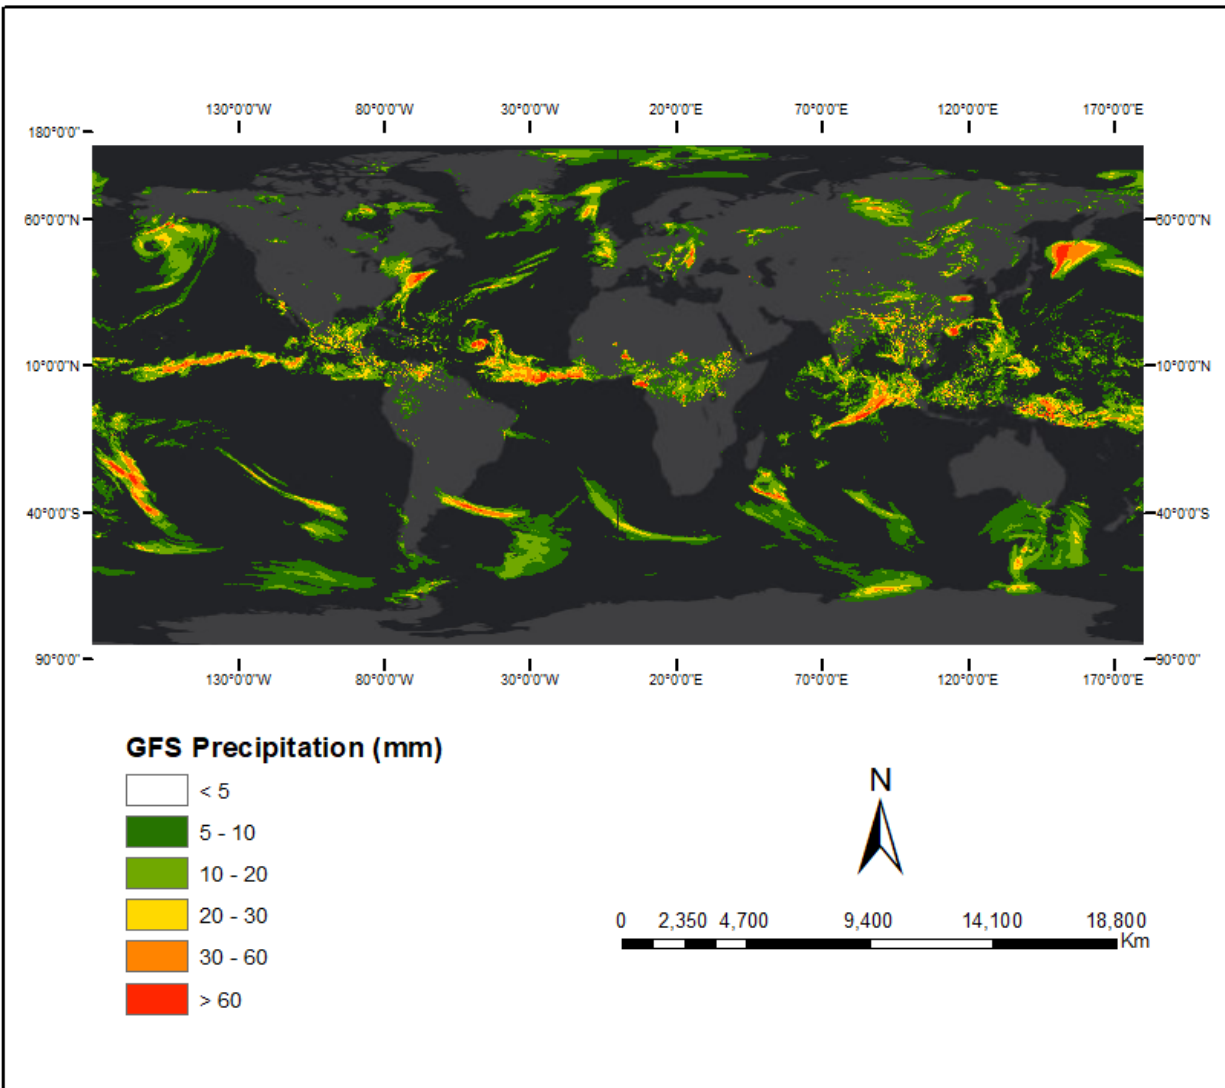 130°0'0"W 80°0'0"W 30°0'0"W 20°0'0"E 70°0'0"E 120°0'0"E 170°0'0"E
180°0'0"
60°0'0"N 60°0'0"N
10°0'0"N 10°0'0"N
40°0'0"S 40°0'0"S
90°0'0" 90°0'0"
130°0'0"W 80°0'0"W 30°0'0"W 20°0'0"E 70°0'0"E 120°0'0"E 170°0'0"E
GFS Precipitation (mm)
< 5
5 - 10
10 - 20
20 - 30
30 - 60
> 60
N
0 2,350 4,700 9,400 14,100 18,800
Km